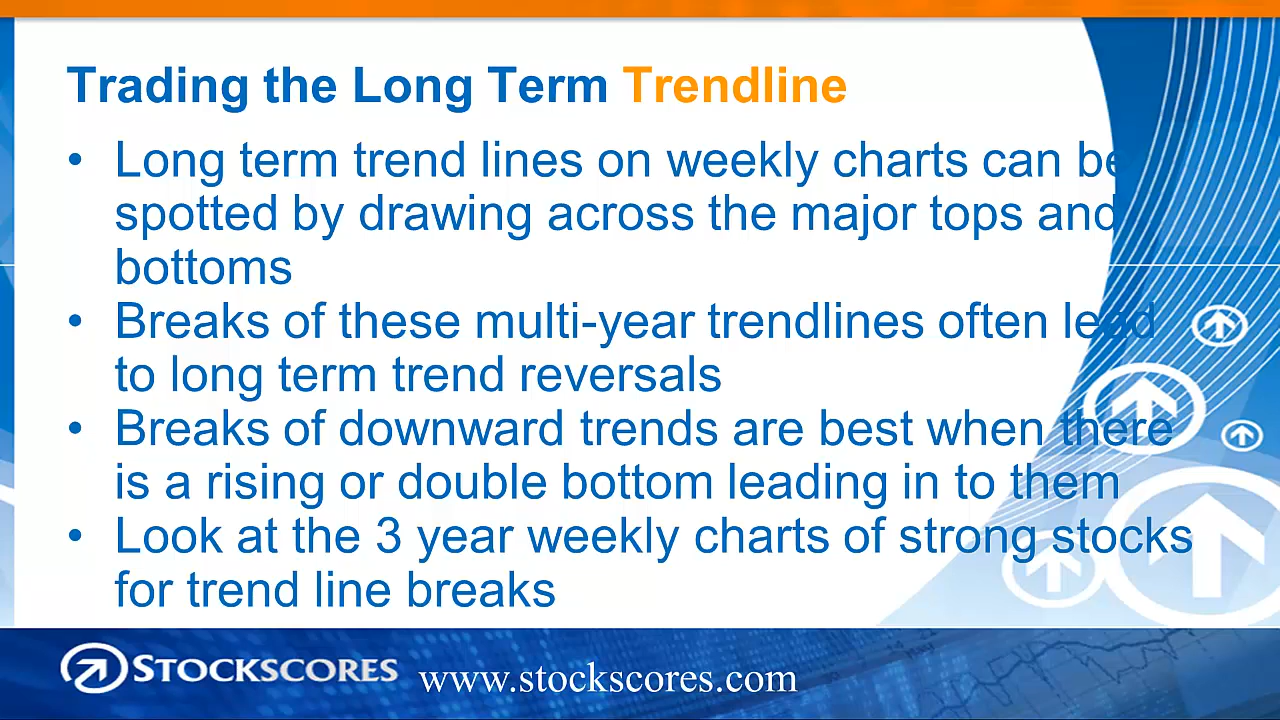 Trading the Long Term Trendline
• Long term trend lines on weekly charts can be
spotted by drawing across the major tops and
bottoms
• Breaks of these multi-year trendlines often lead
to long term trend reversals
• Breaks of downward trends are best when there
is a rising or double bottom leading in to them
• Look at the 3 year weekly charts of strong stocks
for trend line breaks
STOCKSCORES www.stockscores.com